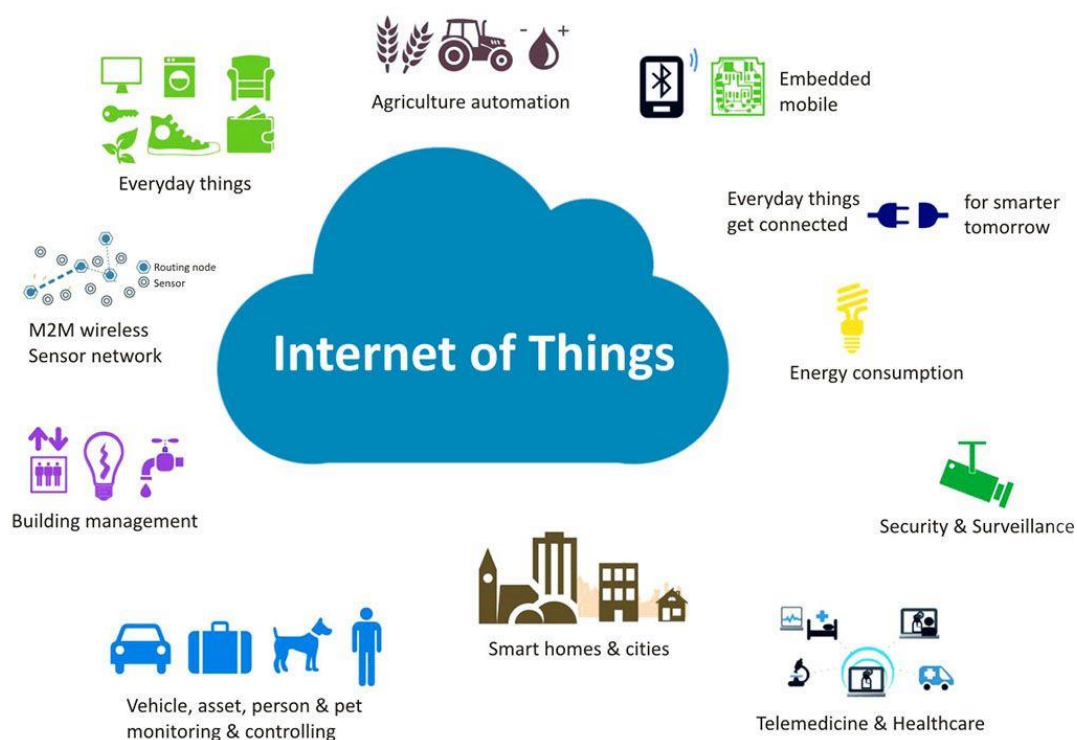 Agriculture automation
Embedded
mobile
Everyday things
Everyday things
get connected
for smarter
tomorrow
Routing node
Sensor
M2M wireless
Sensor network
Internet of Things
Energy consumption
Building management
Security & Surveillance
Smart homes & cities
Vehicle, asset, person & pet
monitoring & controlling
Telemedicine & Healthcare